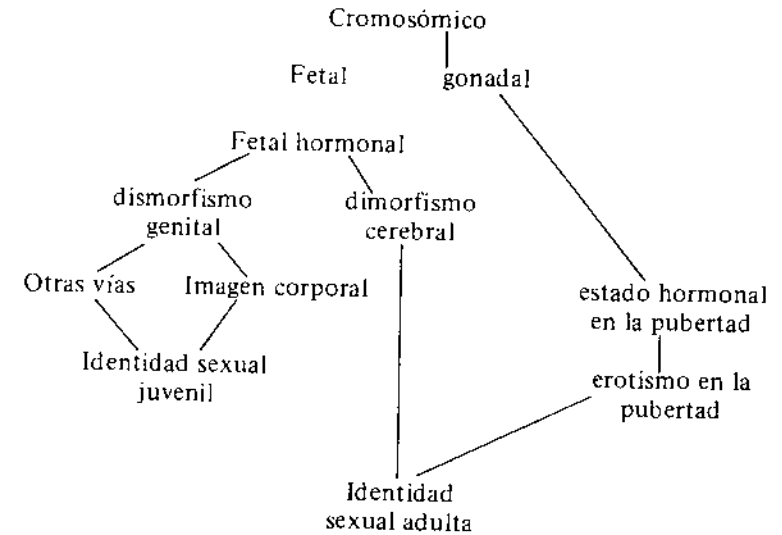 Cromosómico
Fetal gonadal
Fetal hormonal
dismorfismo
genital
dimorfismo
cerebral
Otras vías
Imagen corporal
estado hormonal
en la pubertad
Identidad sexual
juvenil
erotismo en la
pubertad
Identidad
sexual adulta